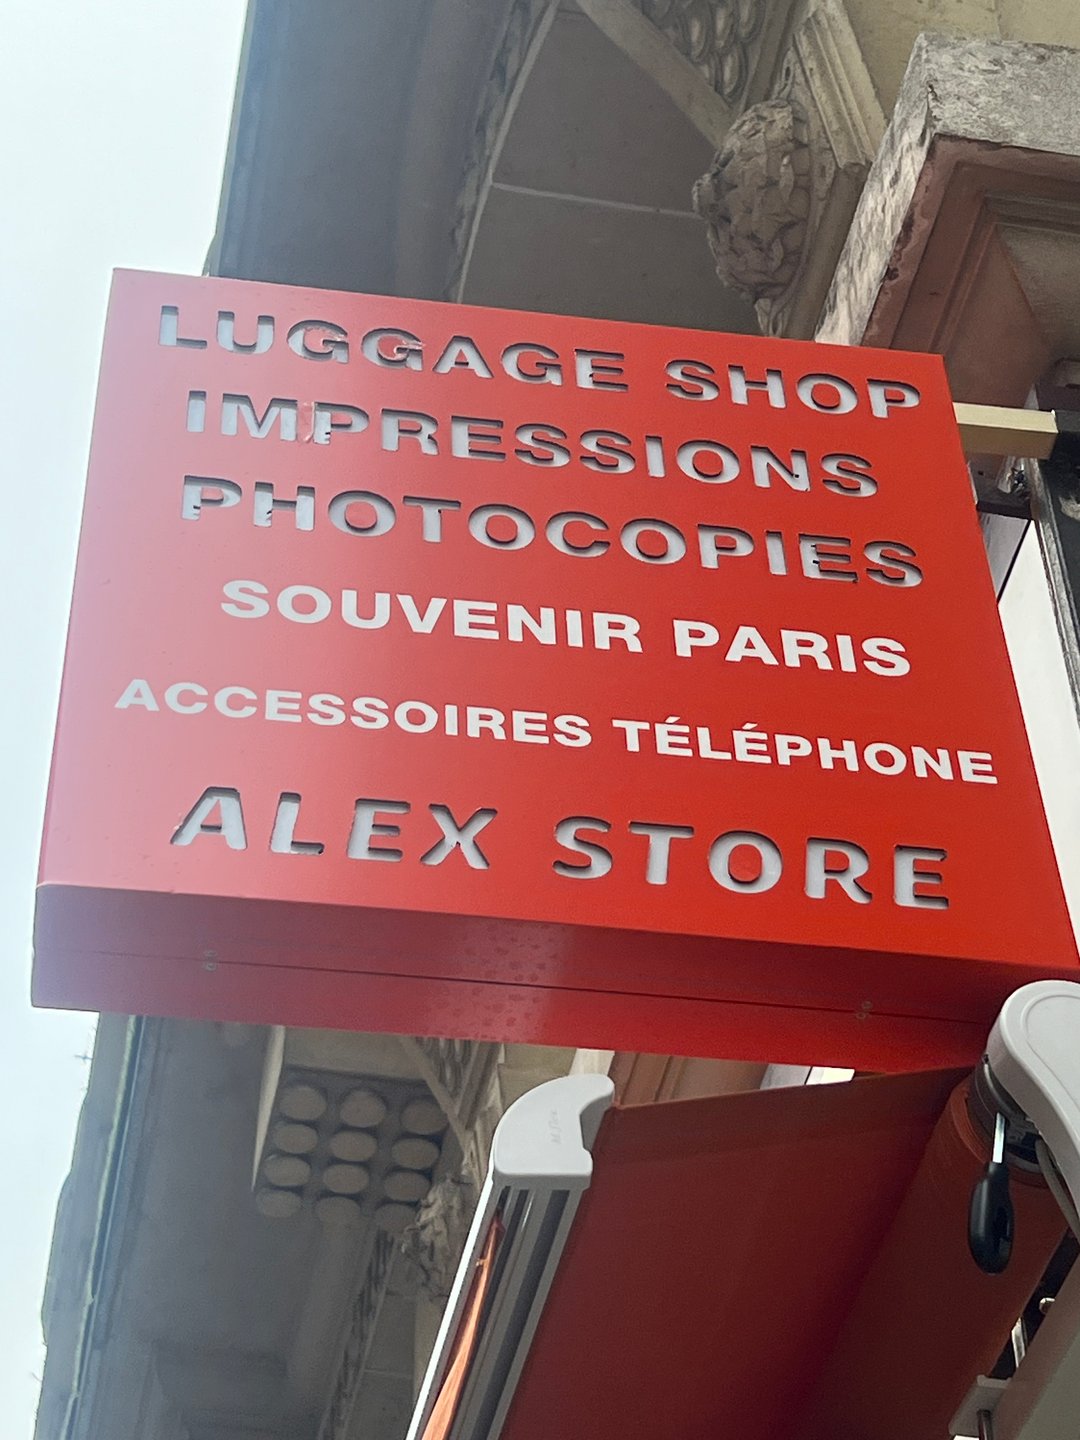 LUGGAGE SHOP
IMPRESSIONS
PHOTOCOPIES
SOUVENIR PARIS
ACCESSOIRES TÉLÉPHONE
ALEX STORE